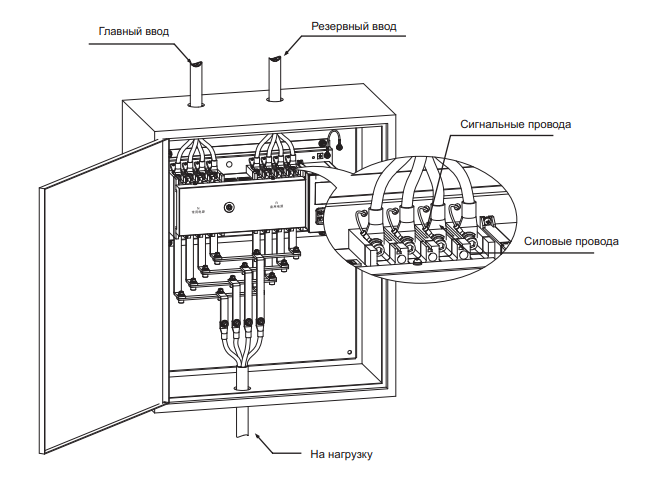 Резервный ввод
Главный ввод
Сигнальные провода
Силовые провода
На нагрузку